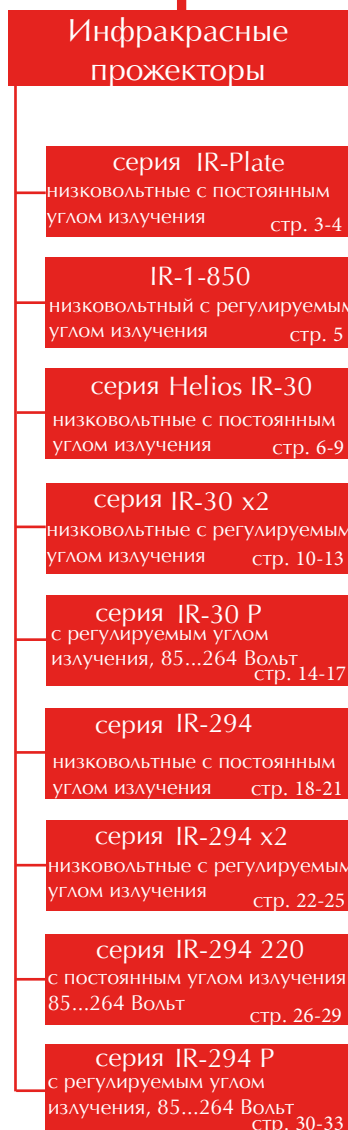 Инфракрасные
прожекторы
серия IR-Plate
низковольтные с постоянным
углом излучения стр. 3-4
IR-1-850
низковольтный с регулируемым
углом излучения стр. 5
серия Helios IR-30
низковольтные с постоянным
углом излучения стр. 6-9
серия IR-30 x2
низковольтные с регулируемым
углом излучения стр. 10-13
серия IR-30 P
с регулируемым углом
излучения, 85...264 Вольт
стр. 14-17
серия IR-294
низковольтные с постоянным
углом излучения стр. 18-21
серия IR-294 x2
низковольтные с регулируемым
углом излучения стр. 22-25
серия IR-294 220
с постоянным углом излучения
85...264 Вольт стр. 26-29
серия IR-294 P
с регулируемым углом
излучения, 85...264 Вольт
стр. 30-33